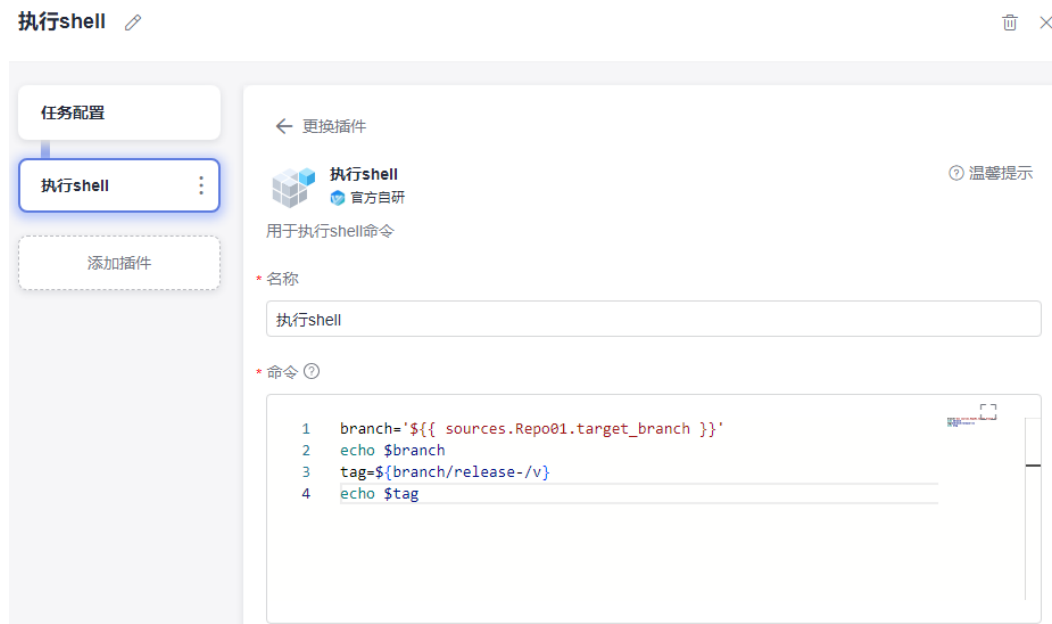 执行shell
任务配置
执行shell
添加插件
更换插件
执行shell
官方自研
温馨提示
用于执行shell命令
* 名称
执行shell
* 命令
1 branch='${{ sources.Repo01.target_branch }}'
2 echo $branch
3 tag=${branch/release-/v}
4 echo $tag